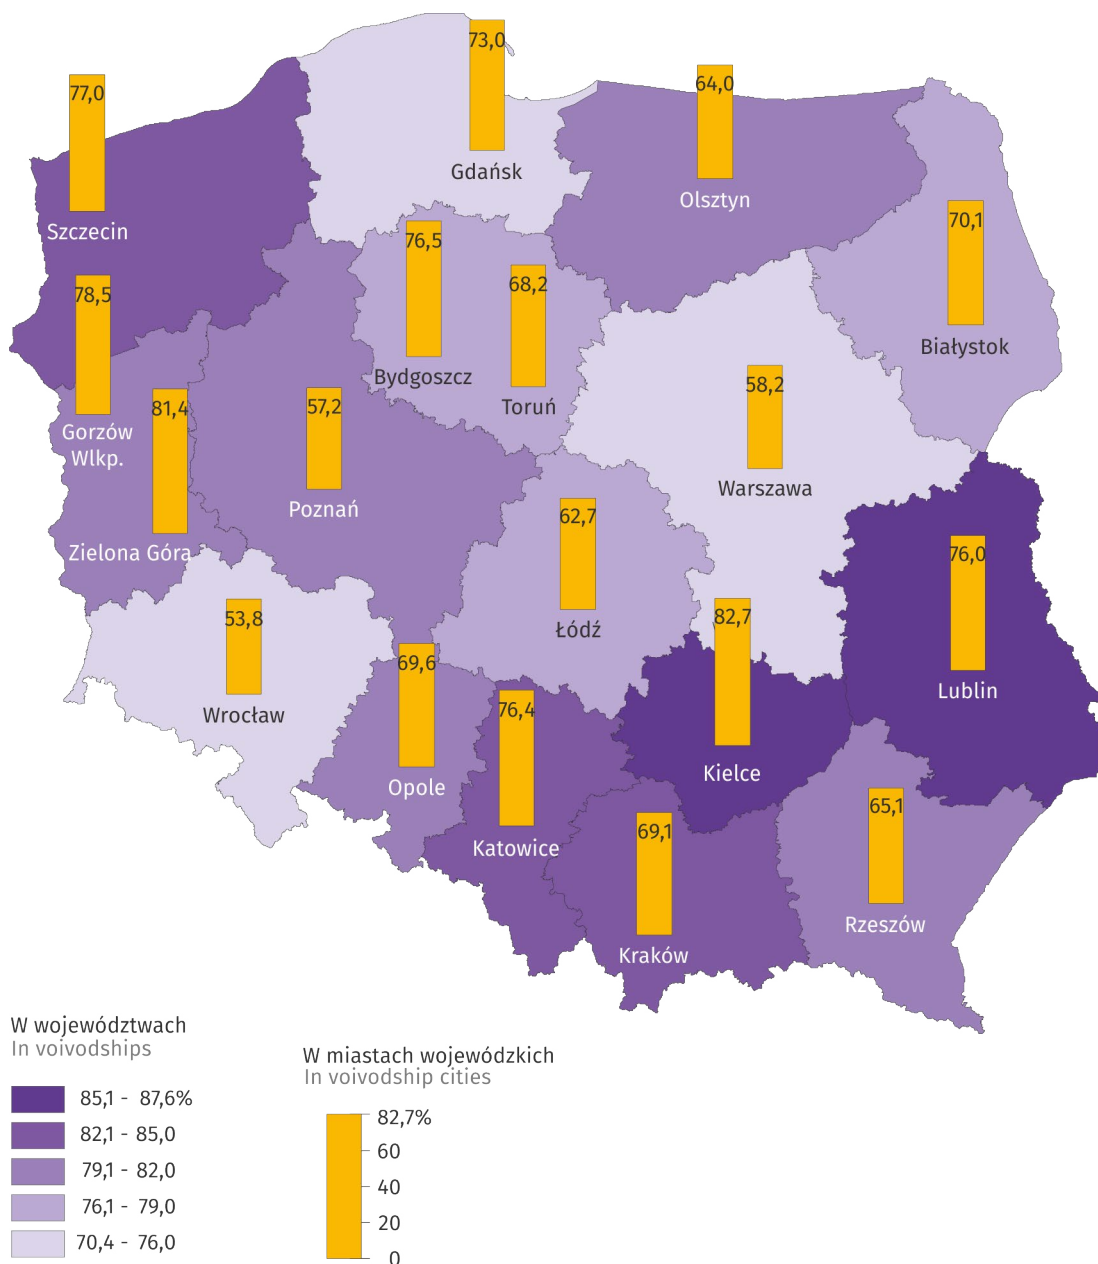 73,0
Gdańsk
64,0
Olsztyn
77,0
Szczecin
70,1
Białystok
76,5
Bydgoszcz
68,2
Toruń
78,5
Gorzów
Wlkp.
81,4
Zielona Góra
57,2
Poznań
58,2
Warszawa
62,7
Łódź
76,0
Lublin
53,8
Wrocław
82,7
Kielce
69,6
Opole
76,4
Katowice
69,1
Kraków
65,1
Rzeszów
W województwach
In voivodships
85,1 - 87,6%
82,1 - 85,0
79,1 - 82,0
76,1 - 79,0
70,4 - 76,0
W miastach wojewódzkich
In voivodship cities
82,7%
60
40
20
0